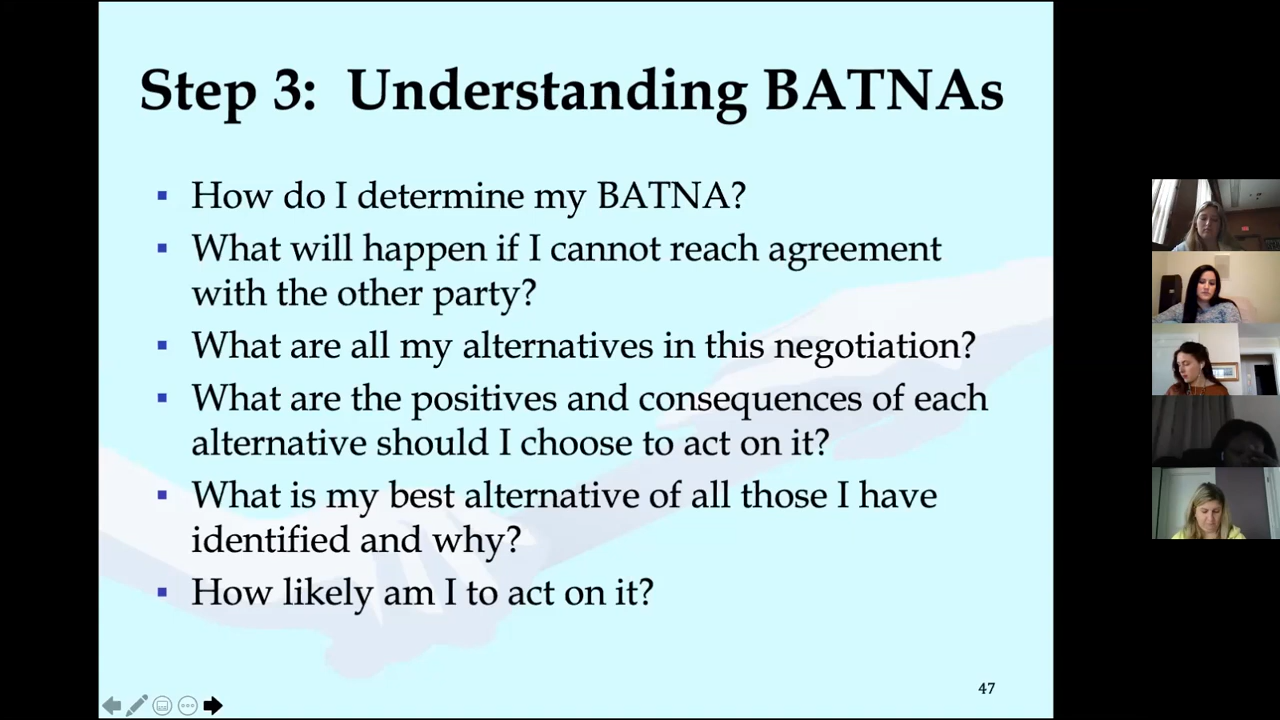 Step 3: Understanding BATNAs
▪ How do I determine my BATNA?
▪ What will happen if I cannot reach agreement
with the other party?
▪ What are all my alternatives in this negotiation?
▪ What are the positives and consequences of each
alternative should I choose to act on it?
▪ What is my best alternative of all those I have
identified and why?
▪ How likely am I to act on it?
47